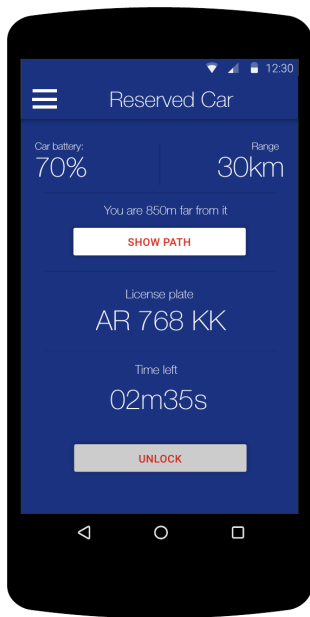 12:30
Reserved Car
Car battery: Range
70% 30km
You are 850m far from it
SHOW PATH
License plate
AR 768 KK
Time left
02m35s
UNLOCK